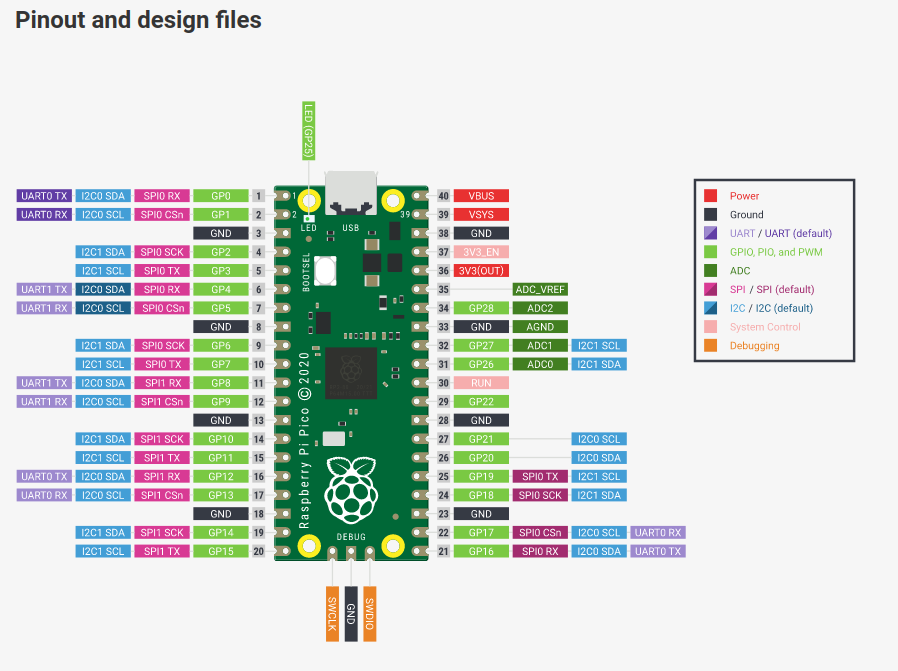 Pinout and design files
LED (GP25)
UART0 TX I2C0 SDA SPI0 RX GP0 1 1 40 VBUS
UART0 RX I2C0 SCL SPI0 CSn GP1 2 2 39 39 VSYS
GND 3 LED USB 38 GND
I2C1 SDA SPI0 SCK GP2 4 37 3V3_EN
I2C1 SCL SPI0 TX GP3 5 BOOTSEL 36 3V3(OUT)
UART1 TX I2C0 SDA SPI0 RX GP4 6 35 ADC_VREF
UART1 RX I2C0 SCL SPI0 CSn GP5 7 34 GP28 ADC2
GND 8 33 GND AGND
I2C1 SDA SPI0 SCK GP6 9 32 GP27 ADC1 I2C1 SCL
I2C1 SCL SPI0 TX GP7 10 31 GP26 ADC0 I2C1 SDA
UART1 TX I2C0 SDA SPI1 RX GP8 11 30 RUN
UART1 RX I2C0 SCL SPI1 CSn GP9 12 29 GP22
GND 13 28 GND
I2C1 SDA SPI1 SCK GP10 14 27 GP21 I2C0 SCL
I2C1 SCL SPI1 TX GP11 15 26 GP20 I2C0 SDA
UART0 TX I2C0 SDA SPI1 RX GP12 16 25 GP19 SPI0 TX I2C1 SCL
UART0 RX I2C0 SCL SPI1 CSn GP13 17 24 GP18 SPI0 SCK I2C1 SDA
GND 18 23 GND
I2C1 SDA SPI1 SCK GP14 19 22 GP17 SPI0 CSn I2C0 SCL UART0 RX
I2C1 SCL SPI1 TX GP15 20 21 GP16 SPI0 RX I2C0 SDA UART0 TX
Raspberry Pi Pico © 2020
DEBUG
SWCLK
GND
SWDIO
Power
Ground
UART / UART (default)
GPIO, PIO, and PWM
ADC
SPI / SPI (default)
I2C / I2C (default)
System Control
Debugging